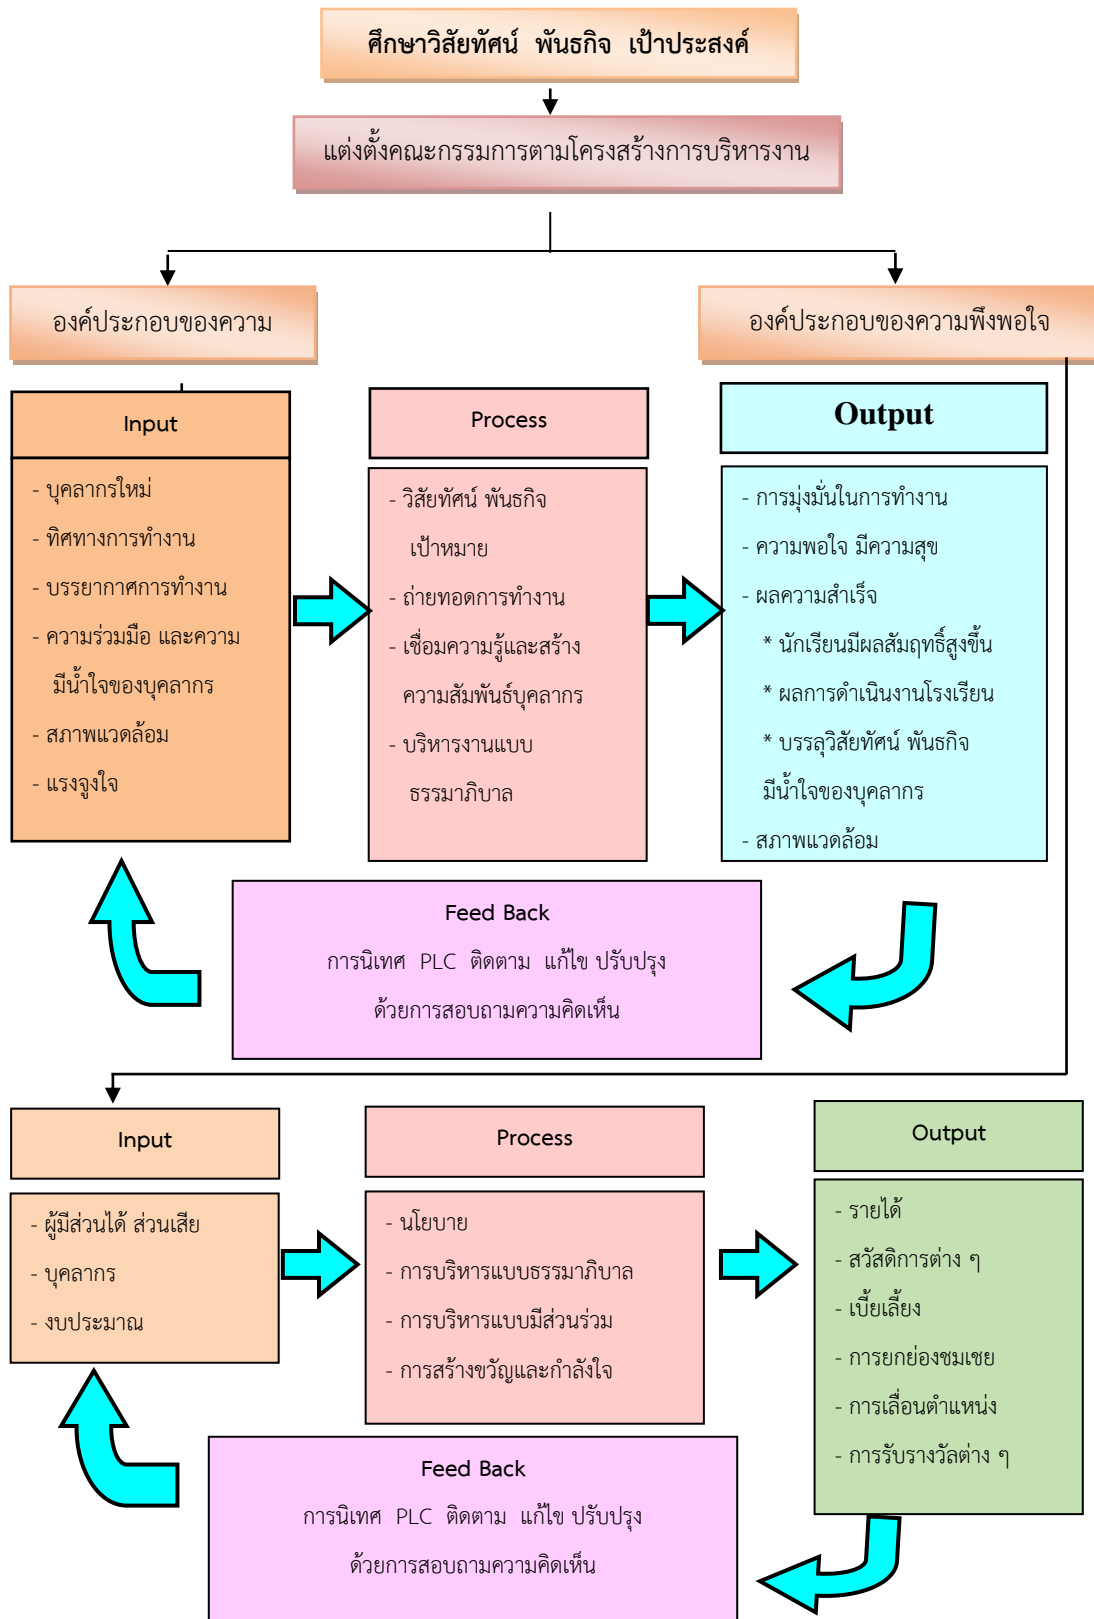 ศึกษาวิสัยทัศน์ พันธกิจ เป้าประสงค์
แต่งตั้งคณะกรรมการตามโครงสร้างการบริหารงาน
องค์ประกอบของความ
องค์ประกอบของความพึงพอใจ
Input
- บุคลากรใหม่
- ทิศทางการทำงาน
- บรรยากาศการทำงาน
- ความร่วมมือ และความ
มีน้ำใจของบุคลากร
- สภาพแวดล้อม
- แรงจูงใจ
Process
- วิสัยทัศน์ พันธกิจ
เป้าหมาย
- ถ่ายทอดการทำงาน
- เชื่อมความรู้และสร้าง
ความสัมพันธ์บุคลากร
- บริหารงานแบบ
ธรรมาภิบาล
Output
- การมุ่งมั่นในการทำงาน
- ความพอใจ มีความสุข
- ผลความสำเร็จ
* นักเรียนมีผลสัมฤทธิ์สูงขึ้น
* ผลการดำเนินงานโรงเรียน
* บรรลุวิสัยทัศน์ พันธกิจ
มีน้ำใจของบุคลากร
- สภาพแวดล้อม
Feed Back
การนิเทศ PLC ติดตาม แก้ไข ปรับปรุง
ด้วยการสอบถามความคิดเห็น
Input
- ผู้มีส่วนได้ ส่วนเสีย
- บุคลากร
- งบประมาณ
Process
- นโยบาย
- การบริหารแบบธรรมาภิบาล
- การบริหารแบบมีส่วนร่วม
- การสร้างขวัญและกำลังใจ
Output
- รายได้
- สวัสดิการต่าง ๆ
- เบี้ยเลี้ยง
- การยกย่องชมเชย
- การเลื่อนตำแหน่ง
- การรับรางวัลต่าง ๆ
Feed Back
การนิเทศ PLC ติดตาม แก้ไข ปรับปรุง
ด้วยการสอบถามความคิดเห็น